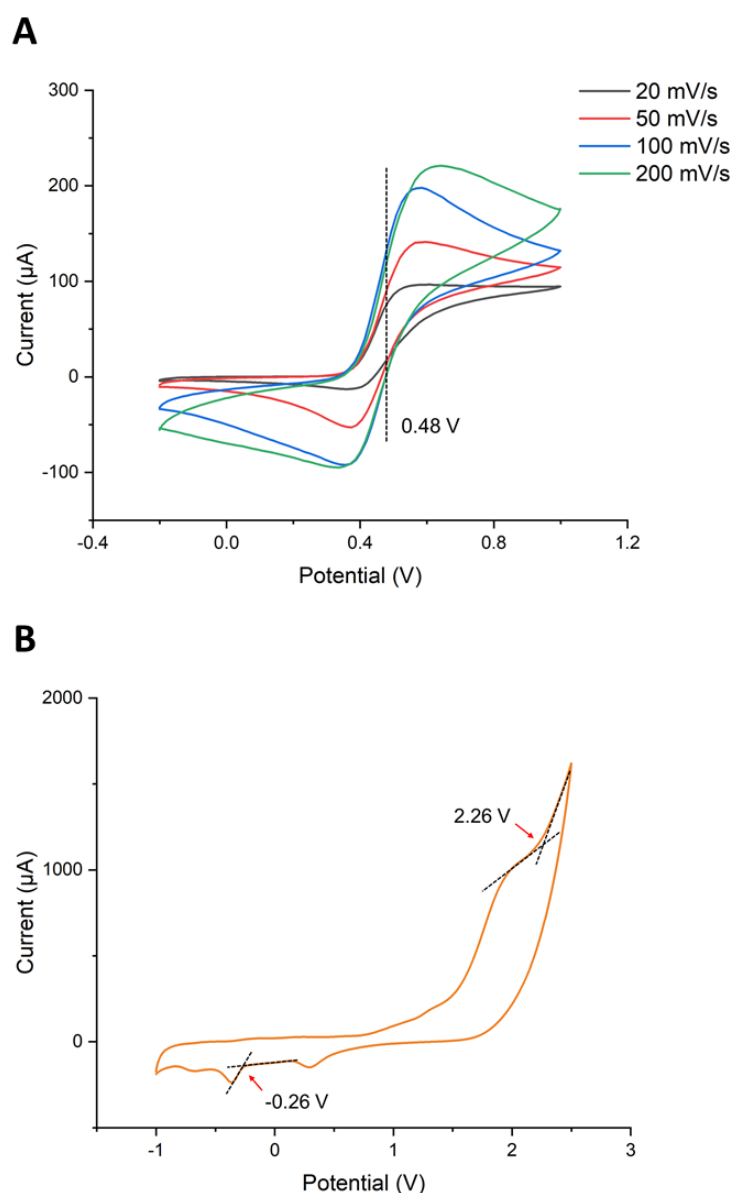 A
300
200
100
0
-100
Current (µA)
20 mV/s
50 mV/s
100 mV/s
200 mV/s
0.48 V
-0.4
0.0
0.4
0.8
1.2
Potential (V)
B
2000
1000
0
Current (µA)
2.26 V
-0.26 V
-1
0
1
2
3
Potential (V)